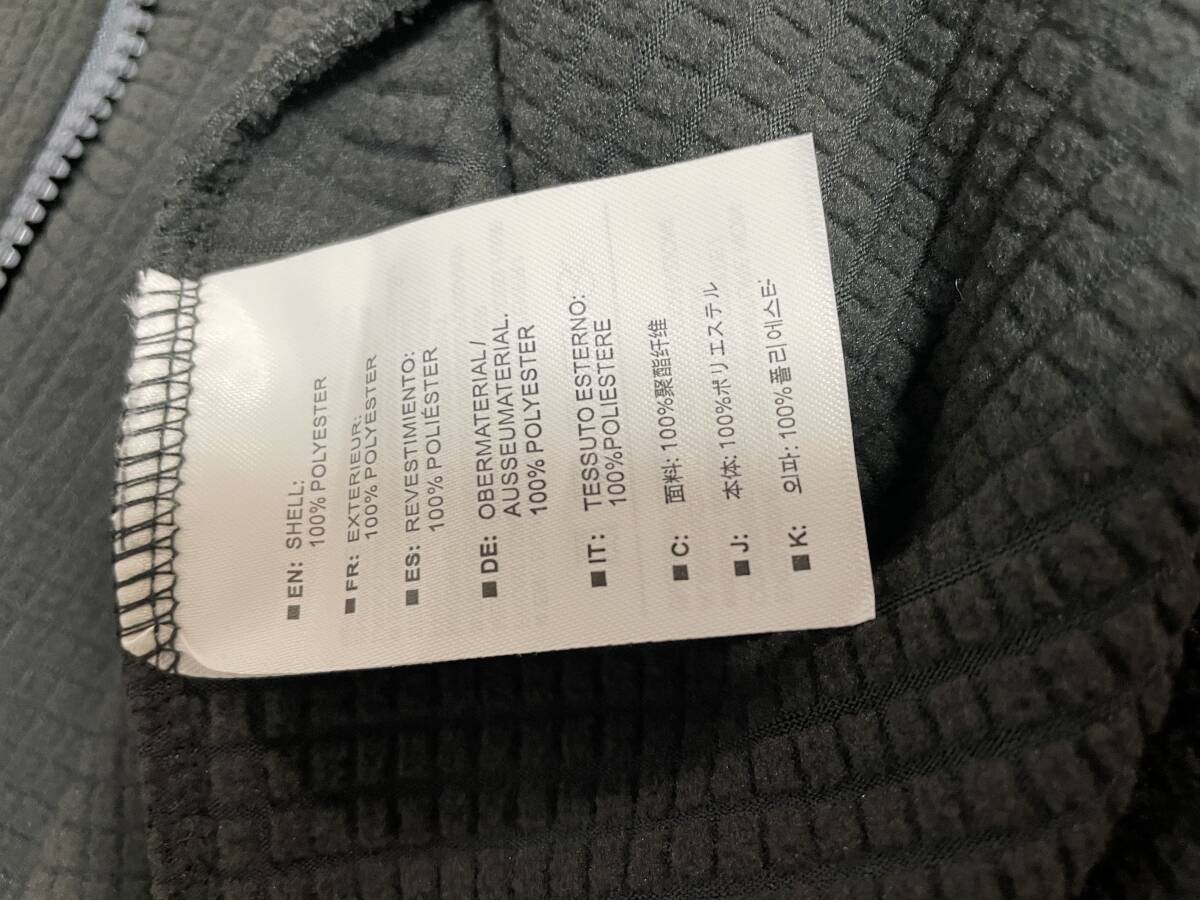 ■ EN: SHELL:
100% POLYESTER
■ FR: EXTERIEUR:
100% POLYESTER
■ ES: REVESTIMIENTO:
100% POLIÉSTER
■ DE: OBERMATERIAL /
AUSSEUMATERIAL.
100% POLYESTER
■ IT: TESSUTO ESTERNO:
100%POLIESTERE
■ C: 面料: 100%聚酯纤维
■ J: 本体: 100%ポリエステル
■ K: 외파: 100%폴리에스터